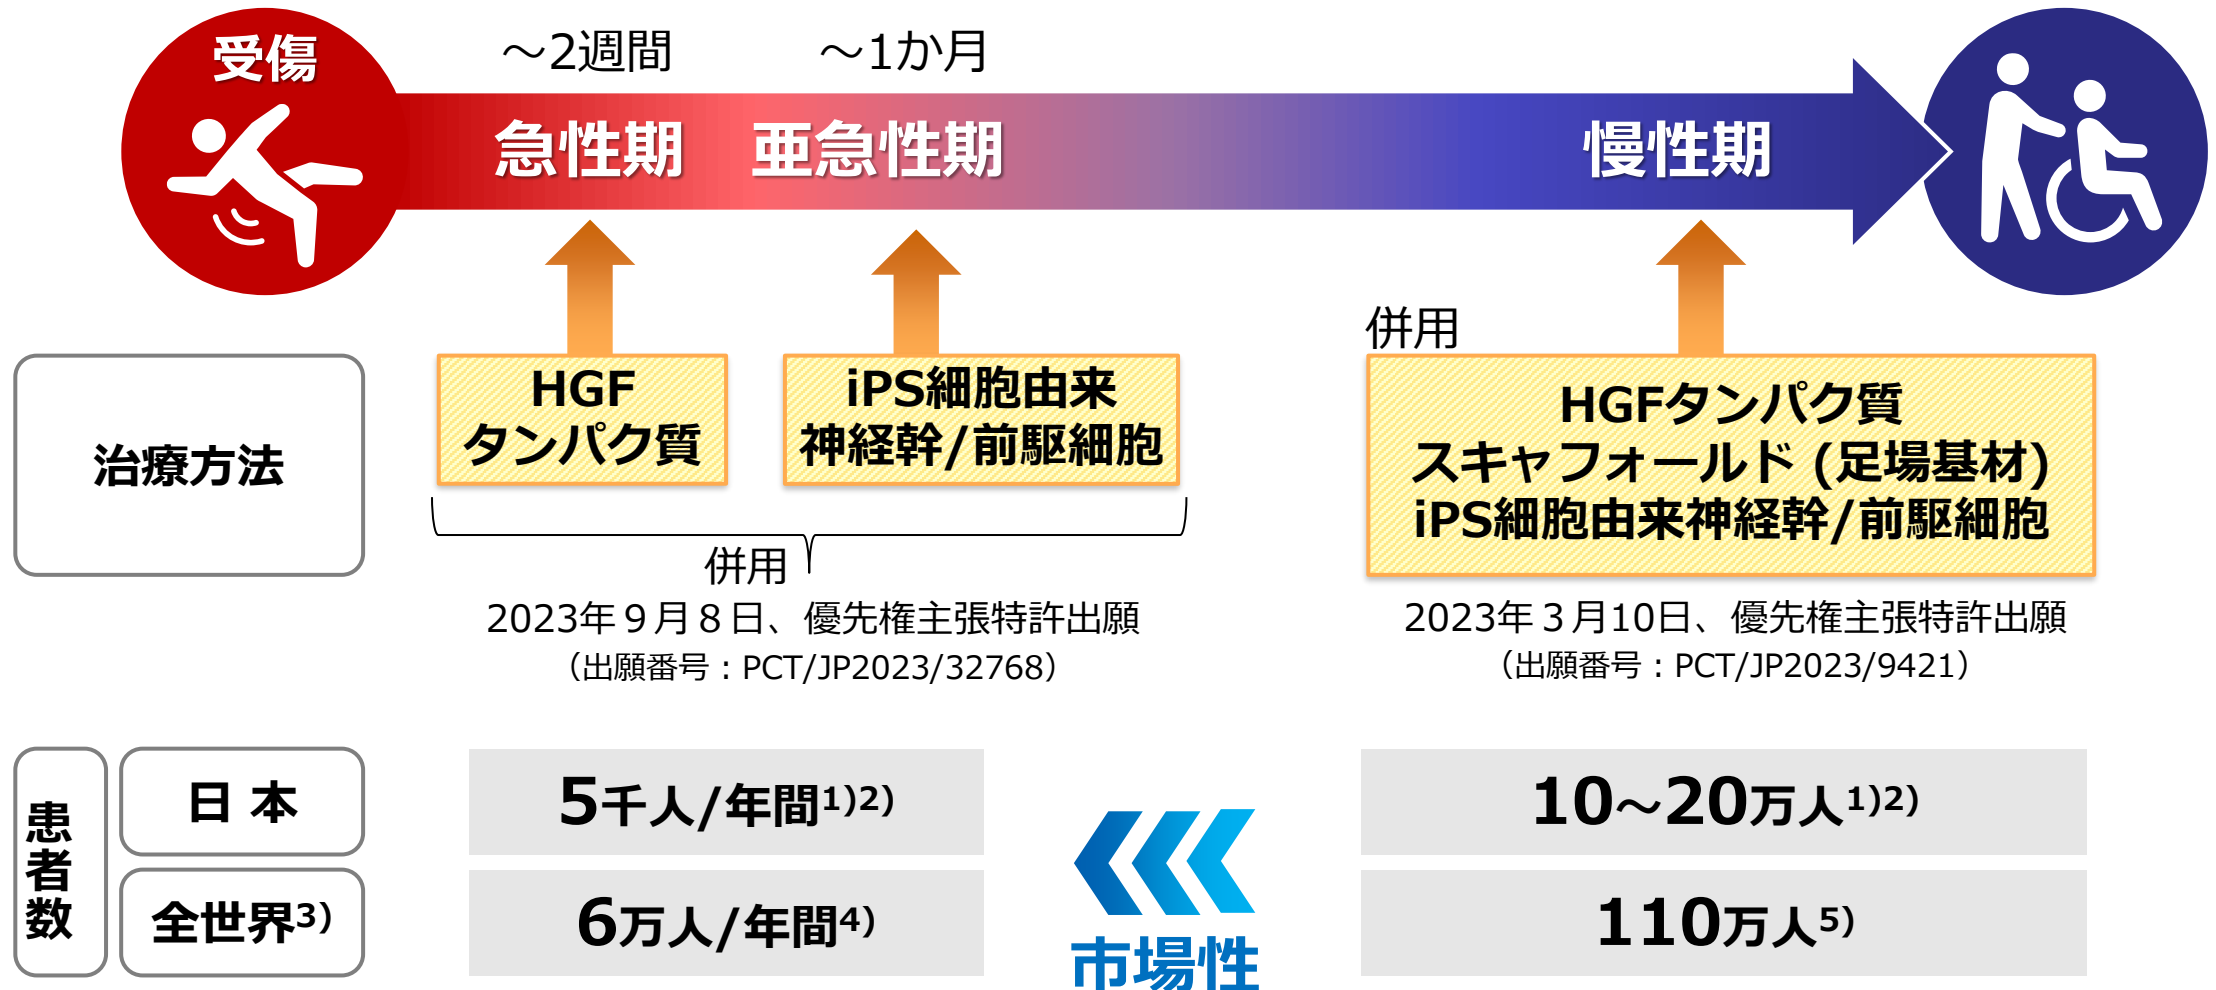 受傷
～2週間
～1か月
急性期
亜急性期
慢性期
治療方法
HGF
タンパク質
iPS細胞由来
神経幹/前駆細胞
併用
2023年９月８日、優先権主張特許出願
（出願番号：PCT/JP2023/32768）
併用
HGFタンパク質
スキャフォールド (足場基材)
iPS細胞由来神経幹/前駆細胞
2023年３月10日、優先権主張特許出願
（出願番号：PCT/JP2023/9421）
患者数
日 本
5千人/年間1)2)
10～20万人1)2)
全世界3)
6万人/年間4)
110万人5)
市場性